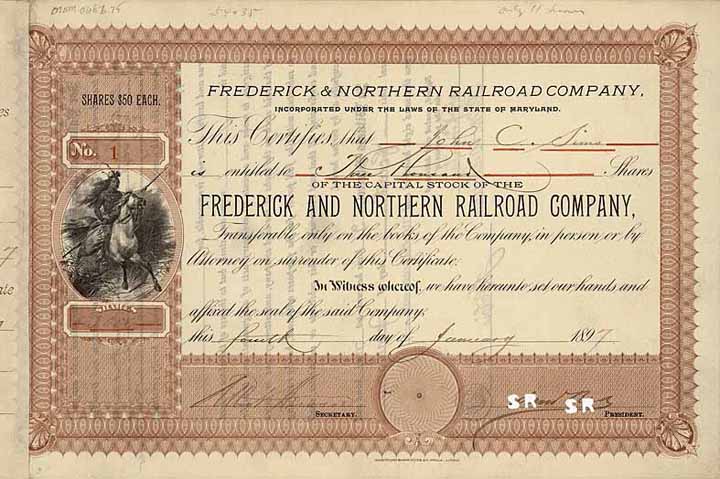 SHARES $50 EACH.
No. 1
SHARES
FREDERICK & NORTHERN RAILROAD COMPANY,
INCORPORATED UNDER THE LAWS OF THE STATE OF MARYLAND.
This Certifies, that John C. Sims
is entitled to Three Thousand Shares
OF THE CAPITAL STOCK OF THE
FREDERICK AND NORTHERN RAILROAD COMPANY,
Transferable only on the books of the Company, in person or by
Attorney on surrender of this Certificate.
In Witness whereof, we have hereunto set our hands and
affixed the seal of the said Company;
this fourth day of January 1897
SECRETARY.
SR SR
PRESIDENT.